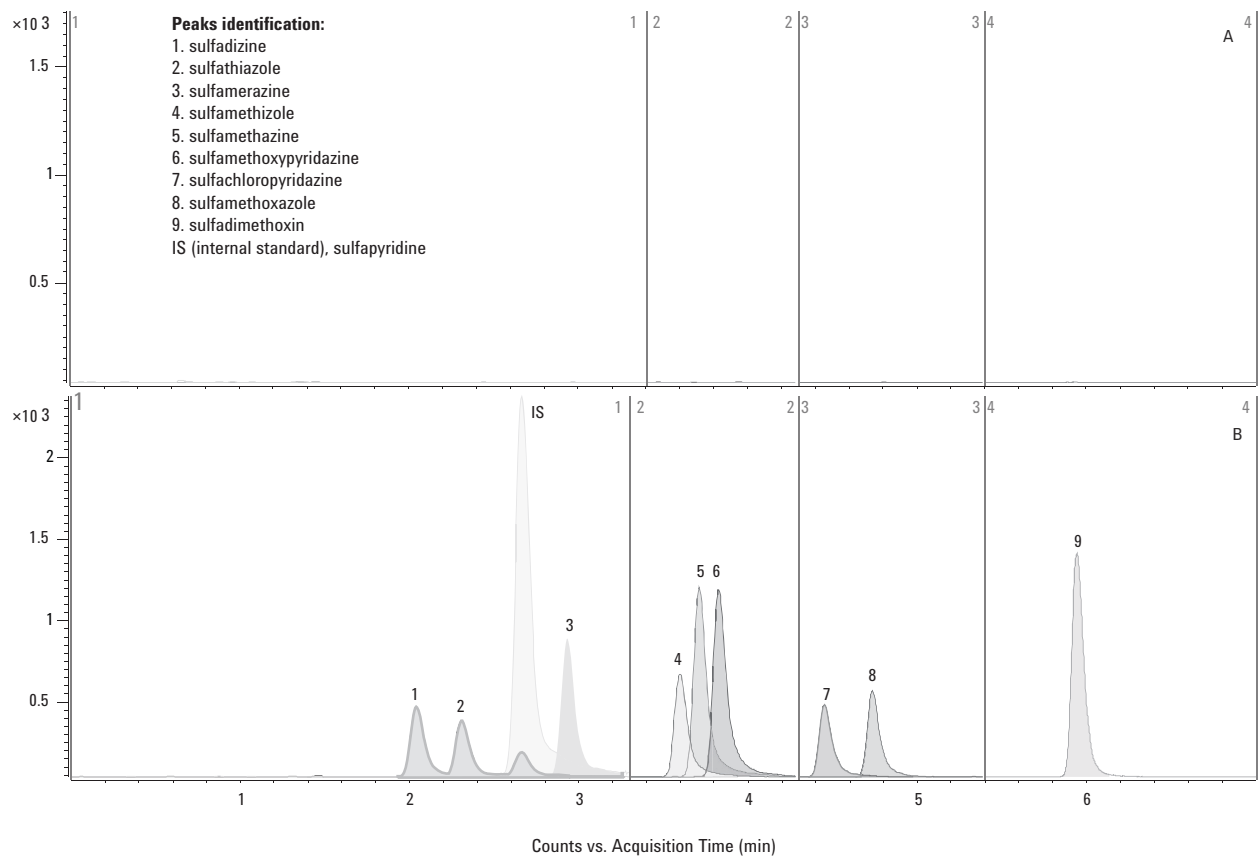 ×10 3
1
1
2
2
3
3
4
4
A
Peaks identification:
1. sulfadizine
2. sulfathiazole
3. sulfamerazine
4. sulfamethizole
5. sulfamethazine
6. sulfamethoxypyridazine
7. sulfachloropyridazine
8. sulfamethoxazole
9. sulfadimethoxin
IS (internal standard), sulfapyridine
1.5
1
0.5
×10 3
1
IS
1
2
2
3
3
4
4
B
2
1.5
1
0.5
1
2
3
4
5
6
7
8
9
1
2
3
4
5
6
Counts vs. Acquisition Time (min)